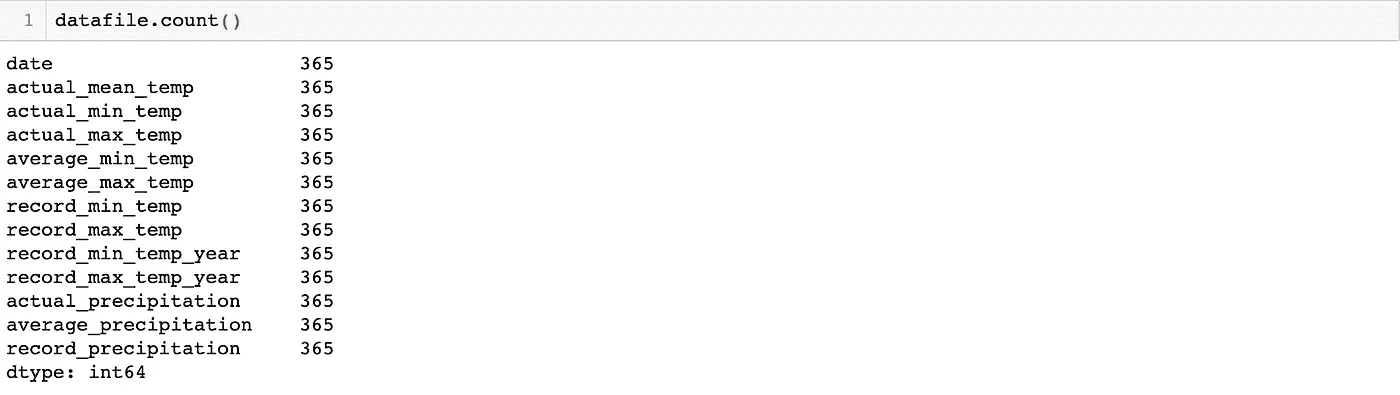 1 datafile.count()
date 365
actual_mean_temp 365
actual_min_temp 365
actual_max_temp 365
average_min_temp 365
average_max_temp 365
record_min_temp 365
record_max_temp 365
record_min_temp_year 365
record_max_temp_year 365
actual_precipitation 365
average_precipitation 365
record_precipitation 365
dtype: int64